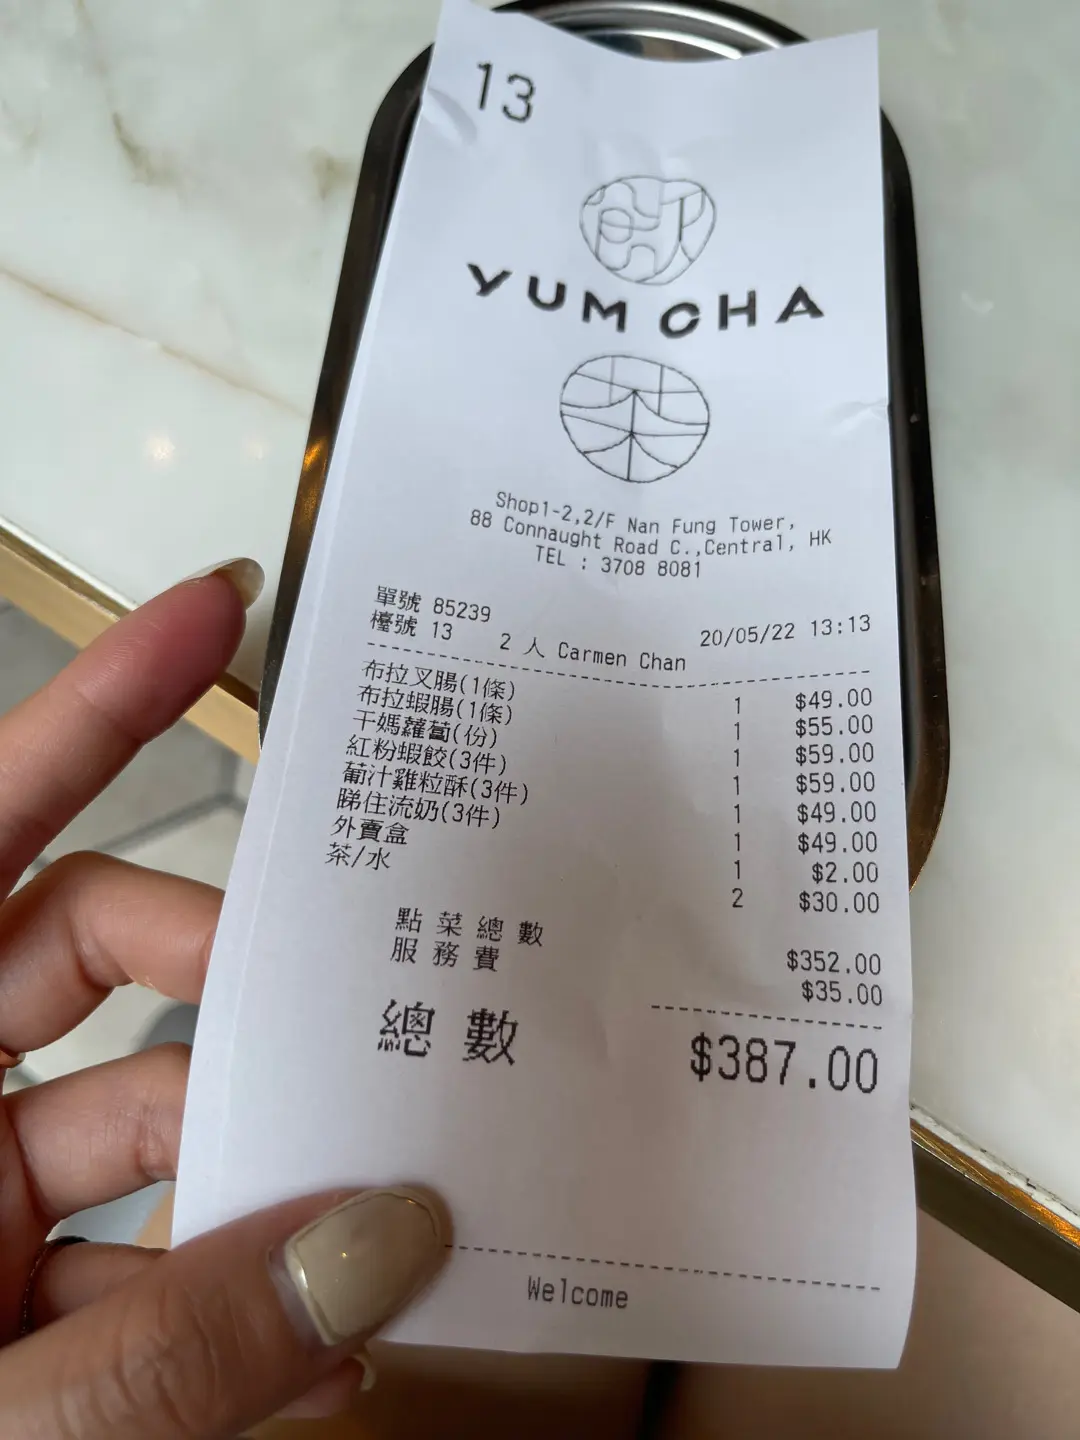 13
飲
YUM CHA
茶
Shop1-2,2/F Nan Fung Tower,
88 Connaught Road C.,Central, HK
TEL : 3708 8081
單號 85239
20/05/22 13:13
檯號 13 2 人 Carmen Chan
布拉叉腸(1條) 1 $49.00
布拉蝦腸(1條) 1 $55.00
干媽蘿蔔(份) 1 $59.00
紅粉蝦餃(3件) 1 $59.00
葡汁雞粒酥(3件) 1 $49.00
睇住流奶(3件) 1 $49.00
外賣盒 1 $2.00
茶/水 2 $30.00
點菜總數 $352.00
服務費 $35.00
總數 $387.00
Welcome